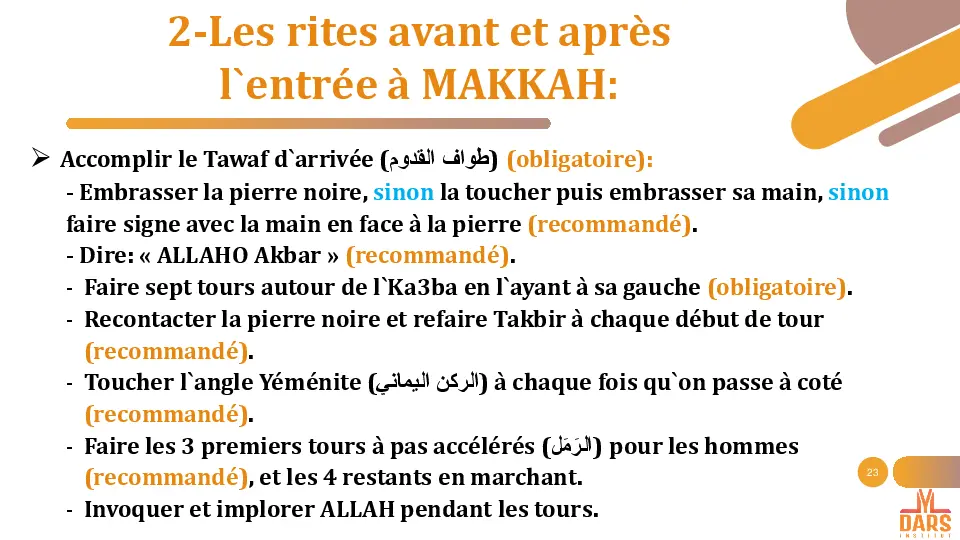 2-Les rites avant et après
l`entrée à MAKKAH:
➢ Accomplir le Tawaf d`arrivée (طواف القدوم) (obligatoire):
- Embrasser la pierre noire, sinon la toucher puis embrasser sa main, sinon
faire signe avec la main en face à la pierre (recommandé).
- Dire: « ALLAHO Akbar » (recommandé).
- Faire sept tours autour de l`Ka3ba en l`ayant à sa gauche (obligatoire).
- Recontacter la pierre noire et refaire Takbir à chaque début de tour
(recommandé).
- Toucher l`angle Yéménite (الركن اليماني) à chaque fois qu`on passe à coté
(recommandé).
- Faire les 3 premiers tours à pas accélérés (الرَمَل) pour les hommes
(recommandé), et les 4 restants en marchant.
- Invoquer et implorer ALLAH pendant les tours.
23
DARS
INSTITUT